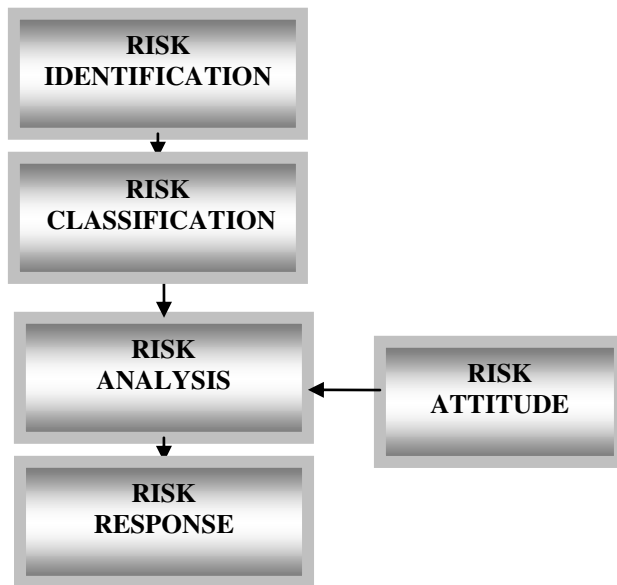 RISK
IDENTIFICATION
RISK
CLASSIFICATION
RISK
ANALYSIS
RISK
ATTITUDE
RISK
RESPONSE